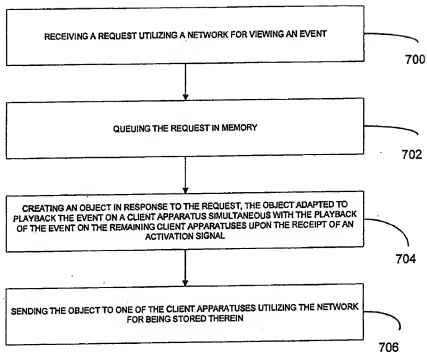 RECEIVING A REQUEST UTILIZING A NETWORK FOR VIEWING AN EVENT
700
QUEUING THE REQUEST IN MEMORY
702
CREATING AN OBJECT IN RESPONSE TO THE REQUEST, THE OBJECT ADAPTED TO
PLAYBACK THE EVENT ON A CLIENT APPARATUS SIMULTANEOUS WITH THE PLAYBACK
OF THE EVENT ON THE REMAINING CLIENT APPARATUSES UPON THE RECEIPT OF AN
ACTIVATION SIGNAL
704
SENDING THE OBJECT TO ONE OF THE CLIENT APPARATUSES UTILIZING THE NETWORK
FOR BEING STORED THEREIN
706